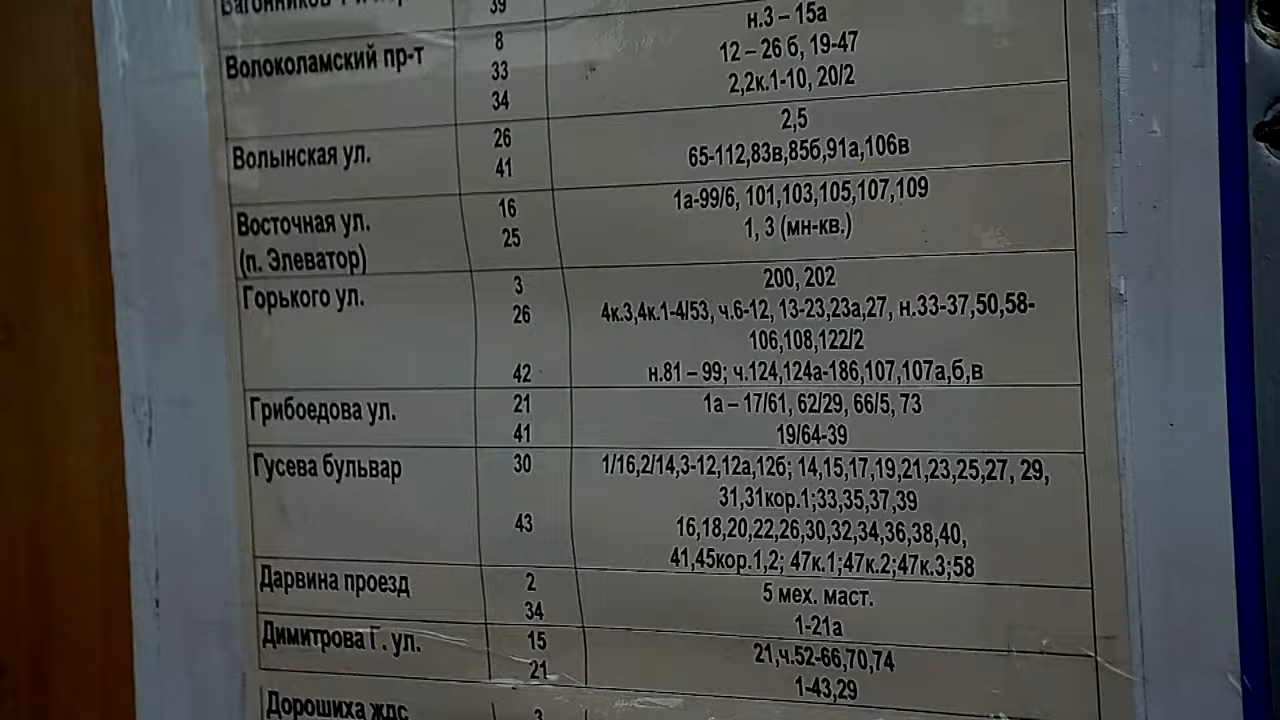 39
Волоколамский пр-т 8 н.3 – 15а
33 12 – 26 б, 19-47
34 2,2к.1-10, 20/2
Волынская ул. 26 2,5
41 65-112,83в,85б,91а,106в
Восточная ул. 16 1а-99/6, 101,103,105,107,109
(п. Элеватор) 25 1, 3 (мн-кв.)
Горького ул. 3 200, 202
26 4к.3,4к.1-4/53, ч.6-12, 13-23,23а,27, н.33-37,50,58-
106,108,122/2
42 н.81 – 99; ч.124,124а-186,107,107а,б,в
Грибоедова ул. 21 1а – 17/61, 62/29, 66/5, 73
41 19/64-39
Гусева бульвар 30 1/16,2/14,3-12,12а,12б; 14,15,17,19,21,23,25,27, 29,
31,31кор.1;33,35,37,39
43 16,18,20,22,26,30,32,34,36,38,40,
41,45кор.1,2; 47к.1;47к.2;47к.3;58
Дарвина проезд 2 5 мех. маст.
34 1-21а
Димитрова Г. ул. 15 21,ч.52-66,70,74
21 1-43,29
Дорошиха ждс 3